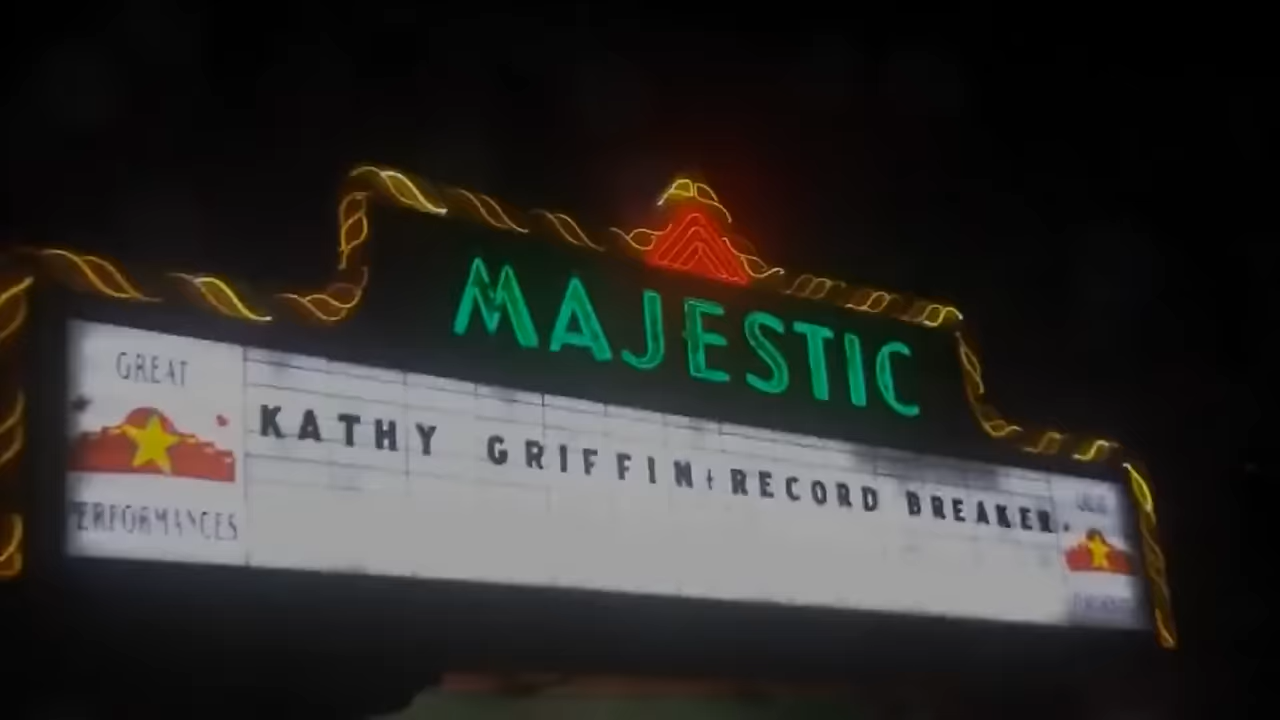 MAJESTIC
GREAT
PERFORMANCES
KATHY GRIFFIN: RECORD BREAKER.